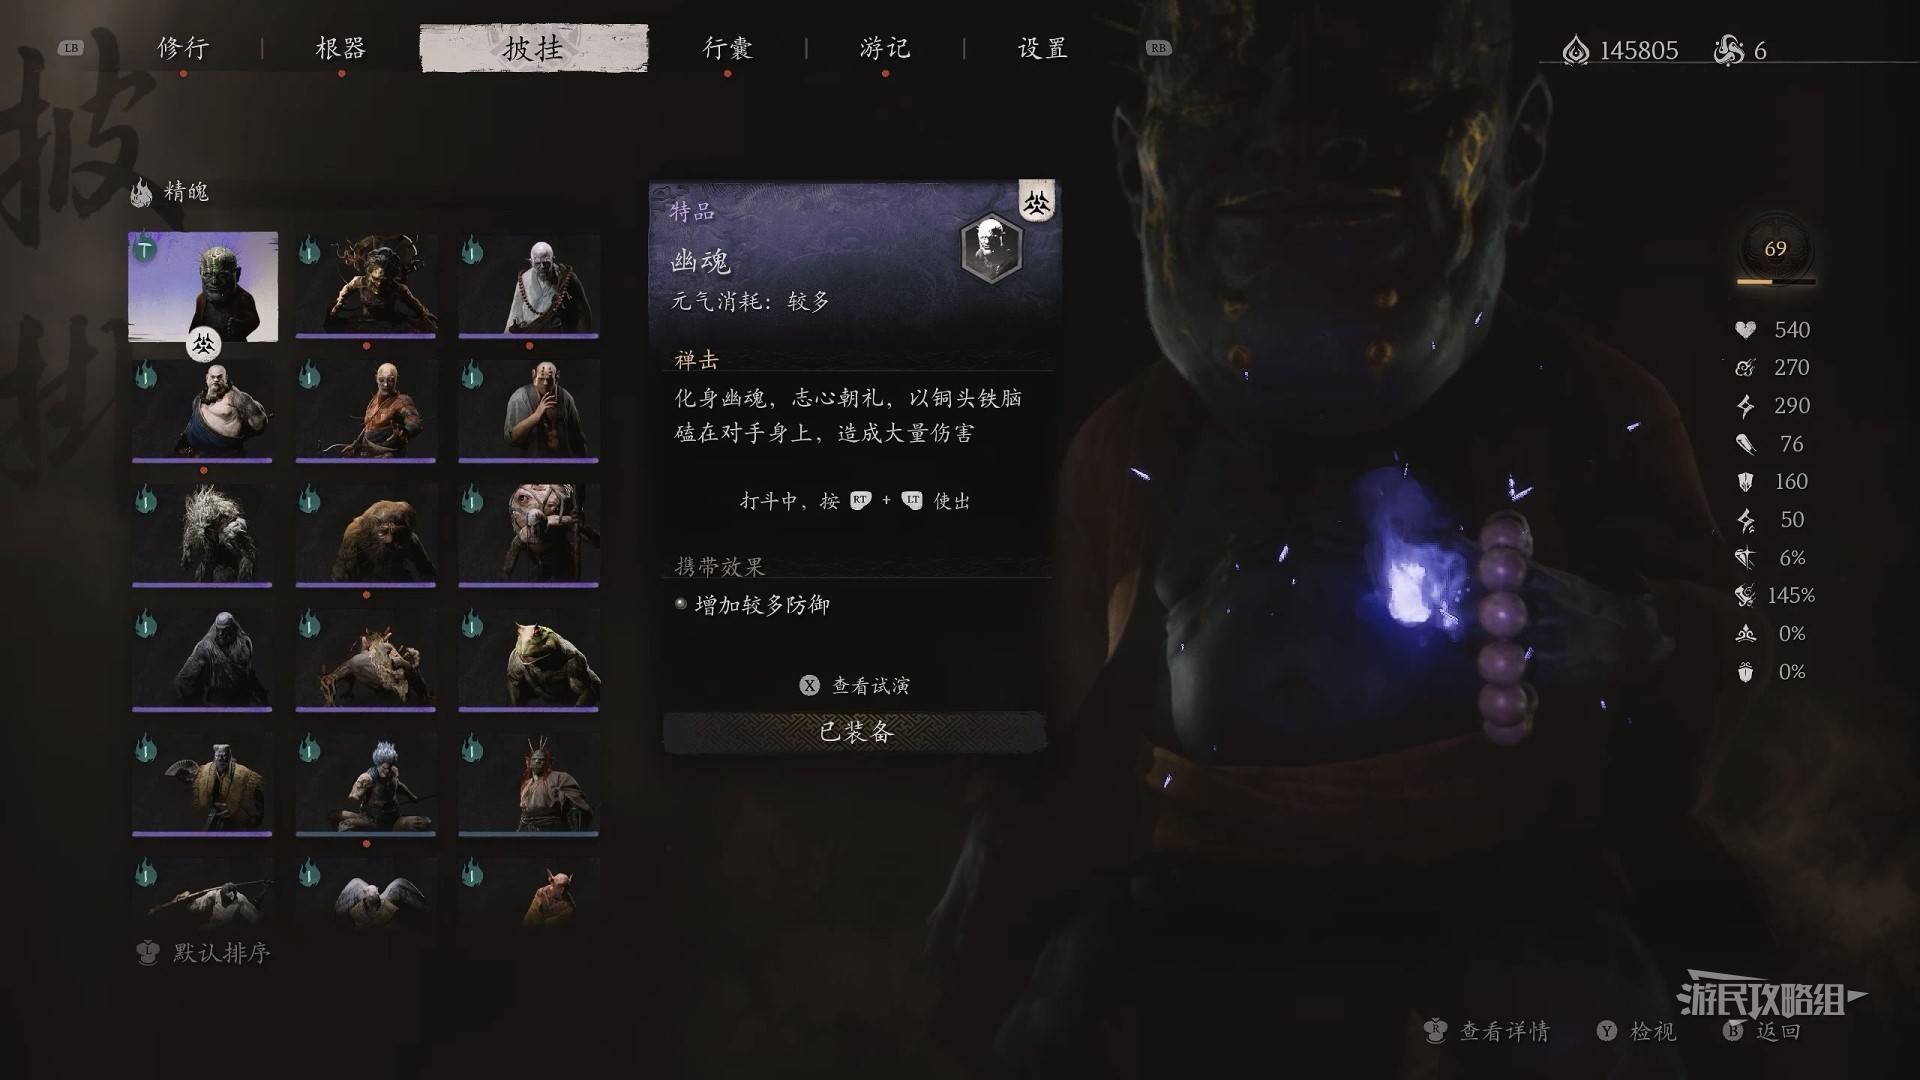 LB
修行
根器
披挂
行囊
游记
设置
RB
145805
6
披挂
精魄
特品
幽魂
元气消耗：较多
禅击
化身幽魂，志心朝礼，以铜头铁脑
磕在对手身上，造成大量伤害
打斗中，按 RT + LT 使出
携带效果
增加较多防御
X 查看试演
已装备
69
540
270
290
76
160
50
6%
145%
0%
0%
L 默认排序
游民攻略组
R 查看详情
Y 检视
B 返回